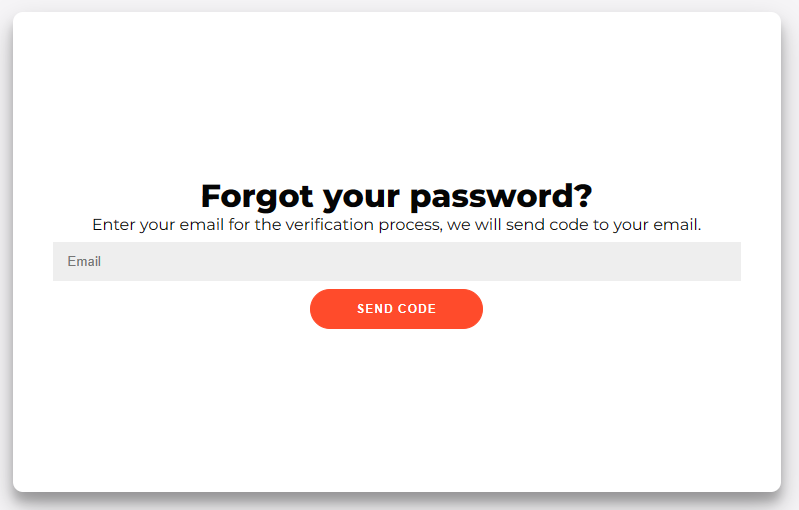 Forgot your password?
Enter your email for the verification process, we will send code to your email.
Email
SEND CODE